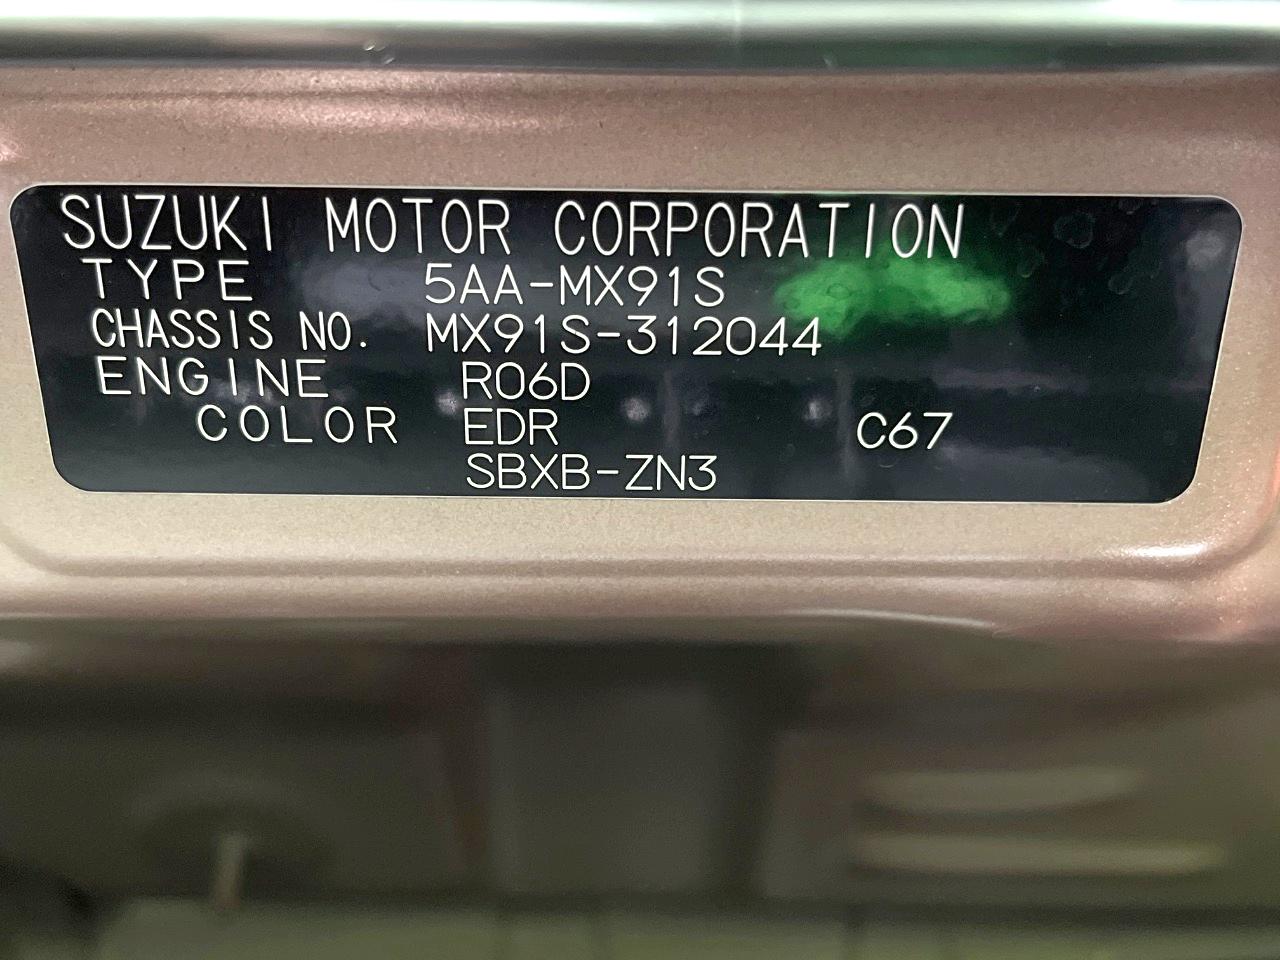 SUZUKI MOTOR CORPORATION
TYPE 5AA-MX91S
CHASSIS NO. MX91S-312044
ENGINE R06D
COLOR EDR C67
SBXB-ZN3